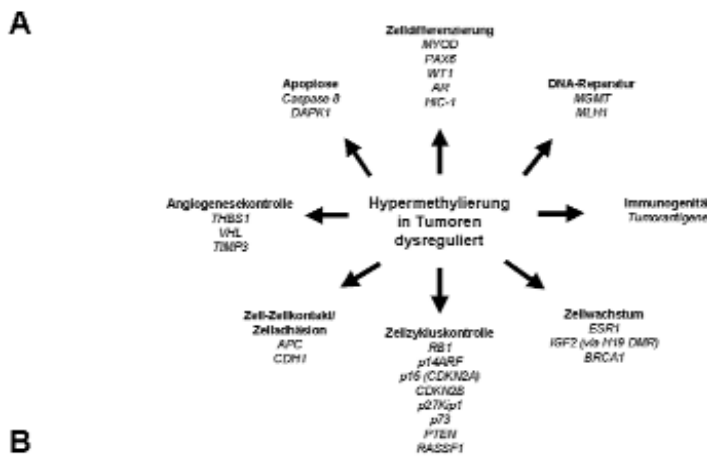 A
Zelldifferenzierung
MYOD
PAX6
WT1
AR
HIC-1
Apoptose
Caspase 8
DAPK1
DNA-Reparatur
MGMT
MLH1
Angiogenesekontrolle
THBS1
VHL
TIMP3
Hypermethylierung
in Tumoren
dysreguliert
Immunogenität
Tumorantigene
Zell-Zellkontakt/
Zelladhäsion
APC
CDH1
Zellzykluskontrolle
RB1
p14ARF
p16 (CDKN2A)
CDKN2B
p27Kip1
p73
PTEN
RASSF1
Zellwachstum
ESR1
IGF2 (via H19 DMR)
BRCA1
B